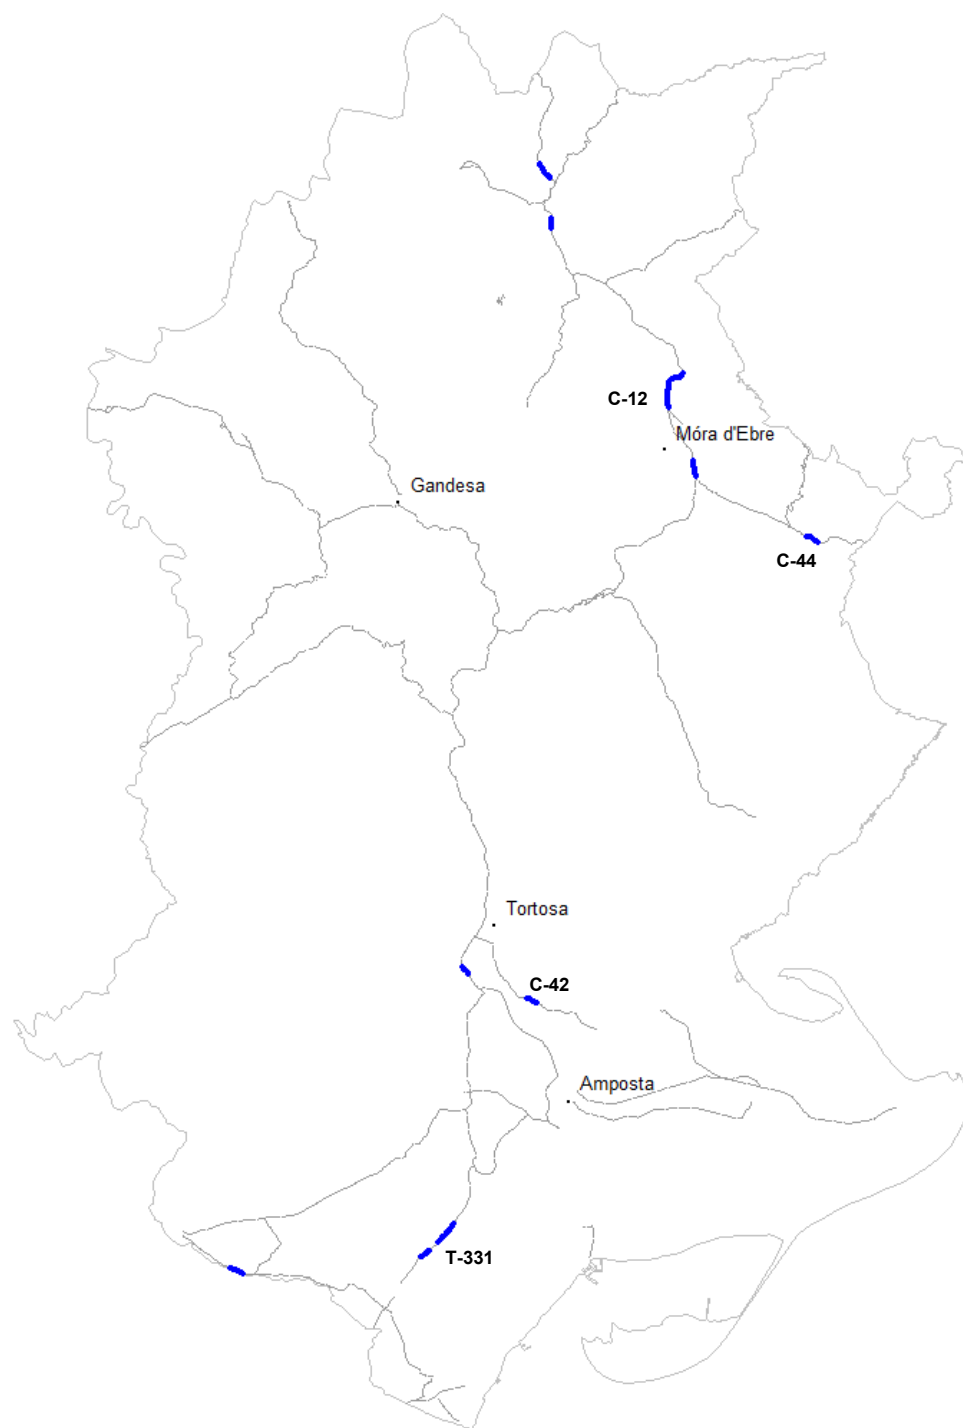 C-12
Móra d'Ebre
Gandesa
C-44
Tortosa
C-42
Amposta
T-331